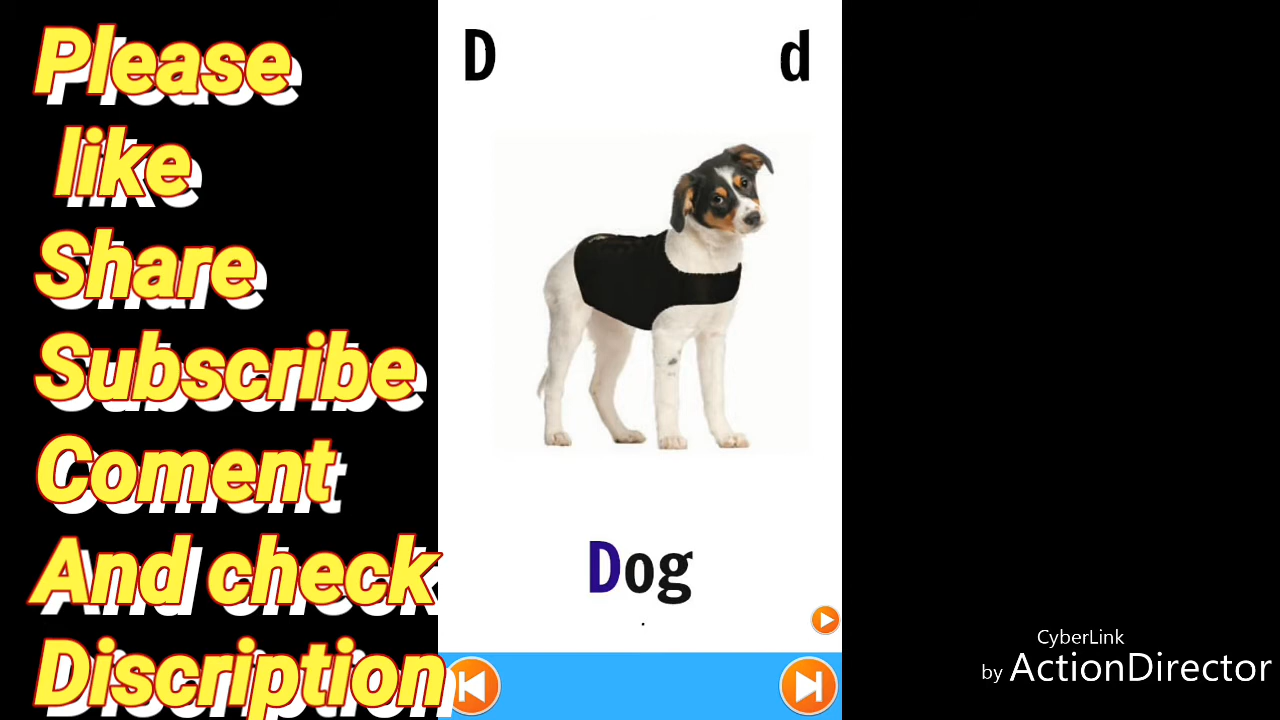 Please
like
Share
Subscribe
Coment
And check
Discription
D d
Dog
CyberLink
by ActionDirector